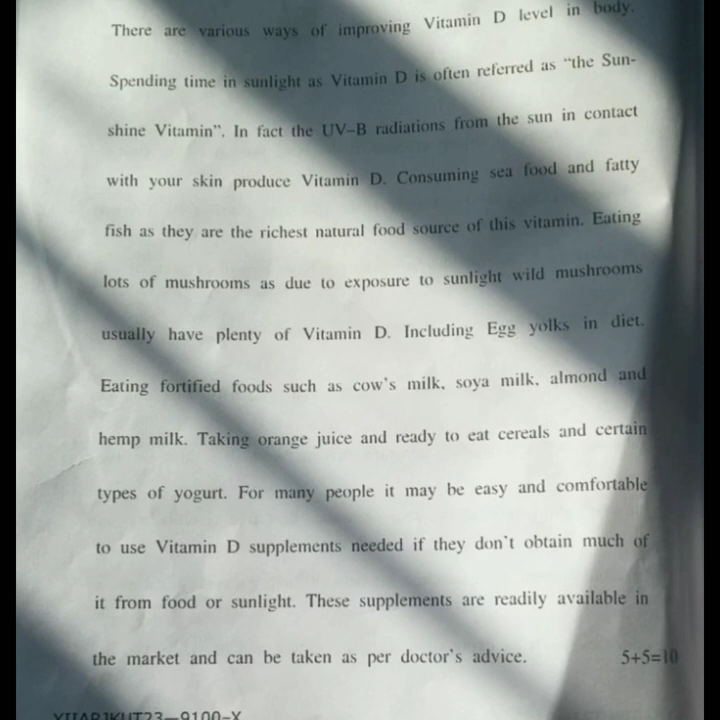 There are various ways of improving Vitamin D level in body.
Spending time in sunlight as Vitamin D is often referred as “the Sun-
shine Vitamin”. In fact the UV–B radiations from the sun in contact
with your skin produce Vitamin D. Consuming sea food and fatty
fish as they are the richest natural food source of this vitamin. Eating
lots of mushrooms as due to exposure to sunlight wild mushrooms
usually have plenty of Vitamin D. Including Egg yolks in diet.
Eating fortified foods such as cow’s milk, soya milk, almond and
hemp milk. Taking orange juice and ready to eat cereals and certain
types of yogurt. For many people it may be easy and comfortable
to use Vitamin D supplements needed if they don’t obtain much of
it from food or sunlight. These supplements are readily available in
the market and can be taken as per doctor’s advice. 5+5=10